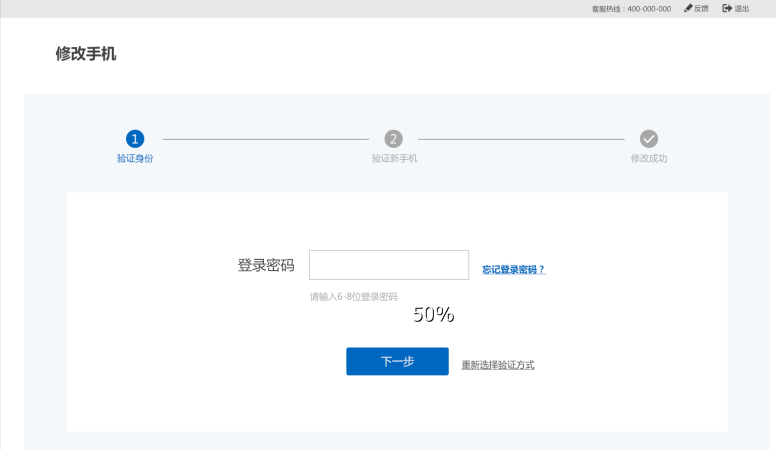 客服热线：400-000-000 反馈 退出
修改手机
1 2
验证身份 验证新手机 修改成功
登录密码 忘记登录密码？
请输入6-8位登录密码
50%
下一步 重新选择验证方式